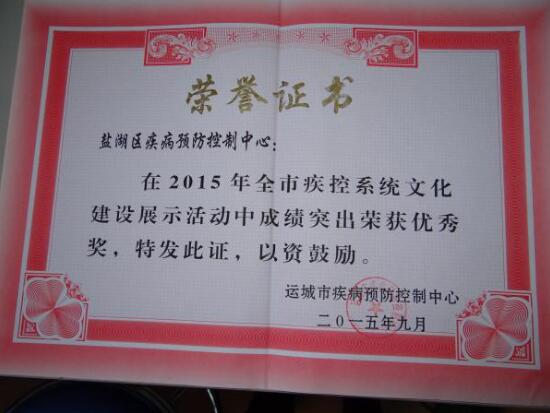 荣誉证书
盐湖区疾病预防控制中心：
在2015年全市疾控系统文化
建设展示活动中成绩突出荣获优秀
奖，特发此证，以资鼓励。
运城市疾病预防控制中心
二〇一五年九月